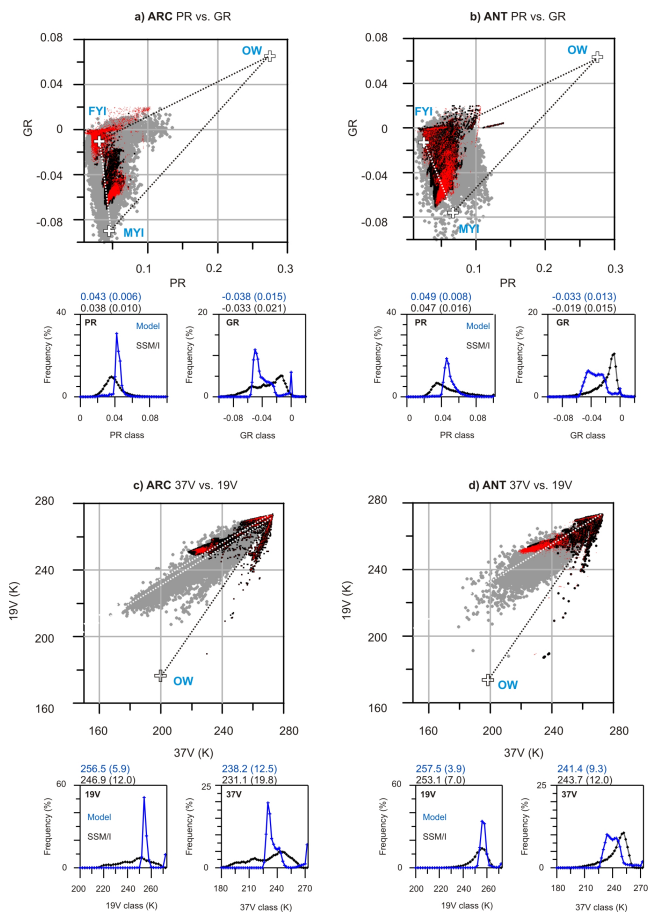 a) ARC PR vs. GR
b) ANT PR vs. GR
0.08
0.04
0
-0.04
-0.08
GR
OW
FYI
MYI
0.1
0.2
0.3
PR
0.08
0.04
0
-0.04
-0.08
GR
OW
FYI
MYI
0.1
0.2
0.3
PR
0.043 (0.006)
0.038 (0.010)
-0.038 (0.015)
-0.033 (0.021)
0.049 (0.008)
0.047 (0.016)
-0.033 (0.013)
-0.019 (0.015)
40
0
Frequency (%)
PR
Model
SSM/I
0
0.04
0.08
PR class
20
0
Frequency (%)
GR
-0.08
-0.04
0
GR class
40
0
Frequency (%)
PR
Model
SSM/I
0
0.04
0.08
PR class
20
0
Frequency (%)
GR
-0.08
-0.04
0
GR class
c) ARC 37V vs. 19V
d) ANT 37V vs. 19V
280
240
200
160
19V (K)
OW
160
200
240
280
37V (K)
280
240
200
160
19V (K)
OW
160
200
240
280
37V (K)
256.5 (5.9)
246.9 (12.0)
238.2 (12.5)
231.1 (19.8)
257.5 (3.9)
253.1 (7.0)
241.4 (9.3)
243.7 (12.0)
60
0
Frequency (%)
19V
Model
SSM/I
200
220
240
260
19V class (K)
25
0
Frequency (%)
37V
180
210
240
270
37V class (K)
60
0
Frequency (%)
19V
Model
SSM/I
200
220
240
260
19V class (K)
25
0
Frequency (%)
37V
180
210
240
270
37V class (K)